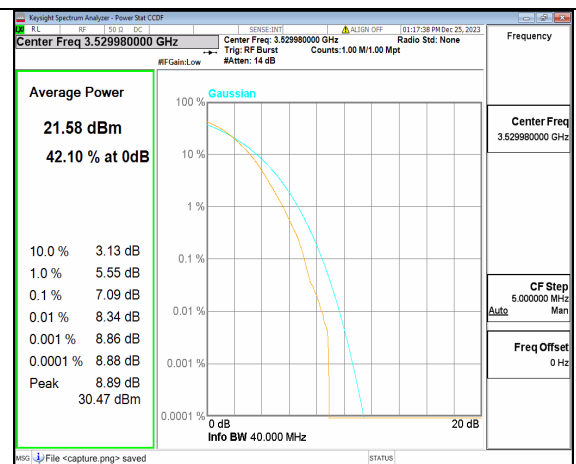 Keysight Spectrum Analyzer - Power Stat CCDF
RL RF 50 Ω DC SENSE:INT ALIGN OFF 01:17:38 PM Dec 25, 2023
Center Freq 3.529980000 GHz
Center Freq: 3.529980000 GHz Radio Std: None
Trig: RF Burst Counts:1.00 M/1.00 Mpt
#IFGain:Low #Atten: 14 dB
Frequency
Average Power
21.58 dBm
42.10 % at 0dB
10.0 % 3.13 dB
1.0 % 5.55 dB
0.1 % 7.09 dB
0.01 % 8.34 dB
0.001 % 8.86 dB
0.0001 % 8.88 dB
Peak 8.89 dB
30.47 dBm
Gaussian
100 %
10 %
1 %
0.1 %
0.01 %
0.001 %
0.0001 %
0 dB 20 dB
Info BW 40.000 MHz
Center Freq
3.529980000 GHz
CF Step
5.000000 MHz
Auto Man
Freq Offset
0 Hz
MSG File <capture.png> saved STATUS